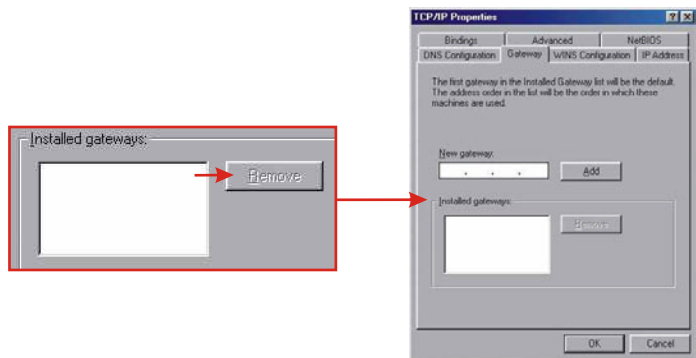 Installed gateways:
Remove
TCP/IP Properties
Bindings
Advanced
NetBIOS
DNS Configuration
Gateway
WINS Configuration
IP Address
The first gateway in the Installed Gateway list will be the default.
The address order in the list will be the order in which these
machines are used.
New gateway:
. . .
Add
Installed gateways:
Remove
OK
Cancel